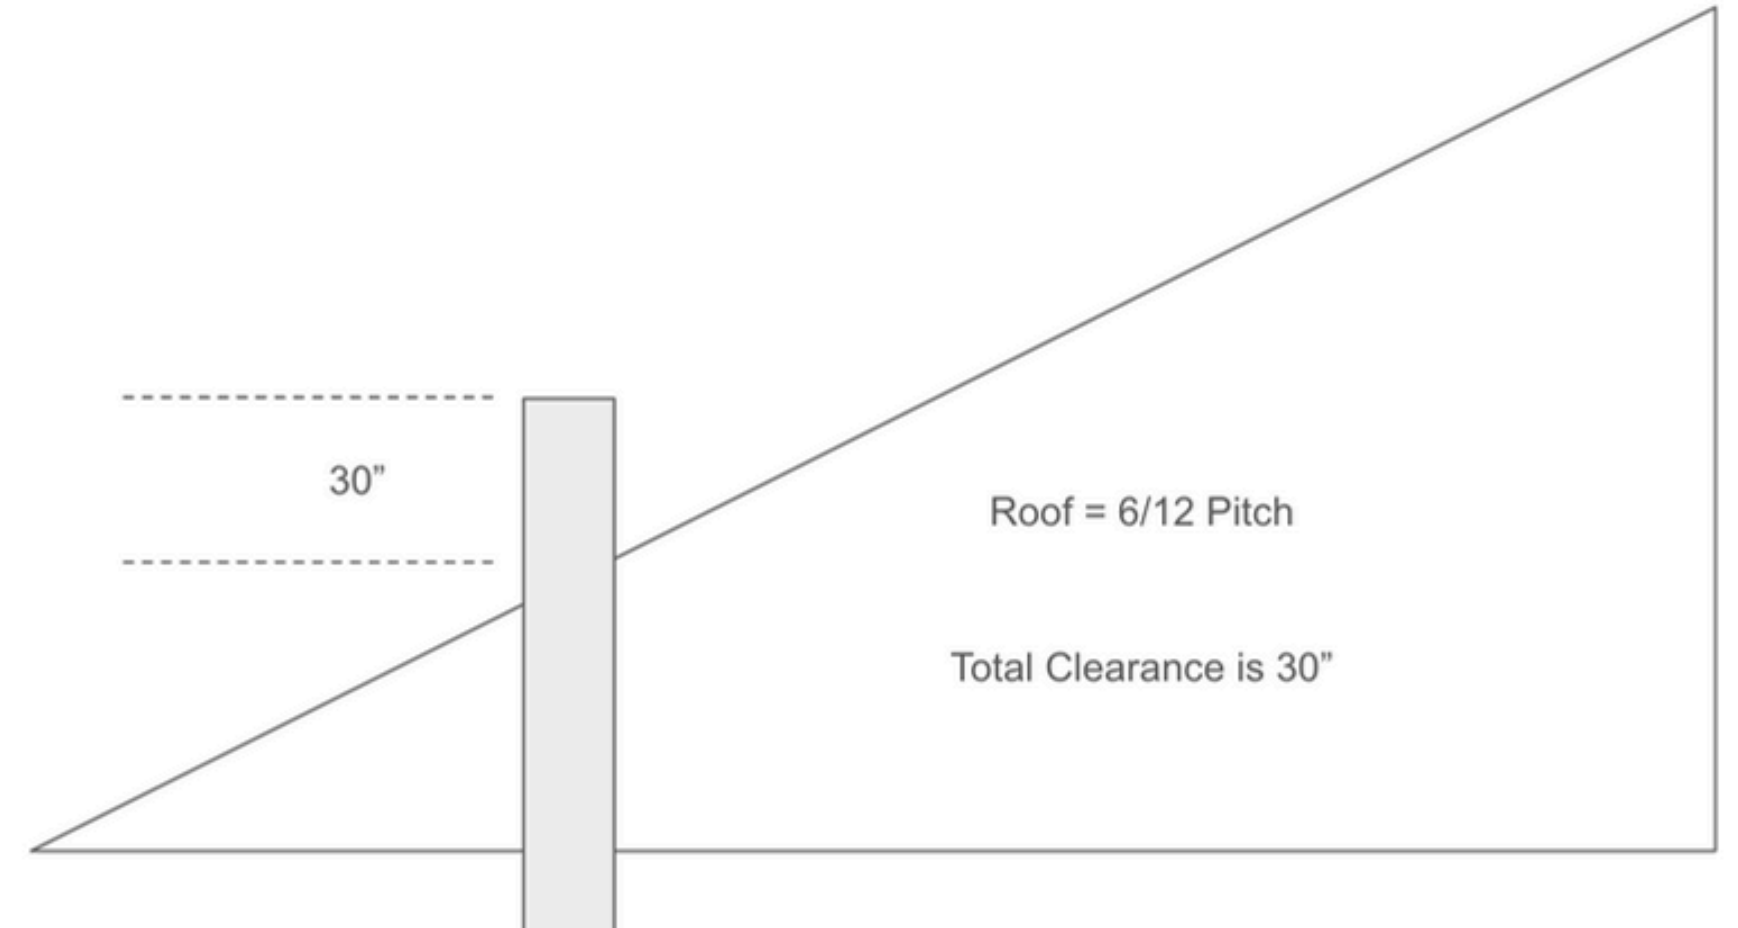 30”
Roof = 6/12 Pitch
Total Clearance is 30”